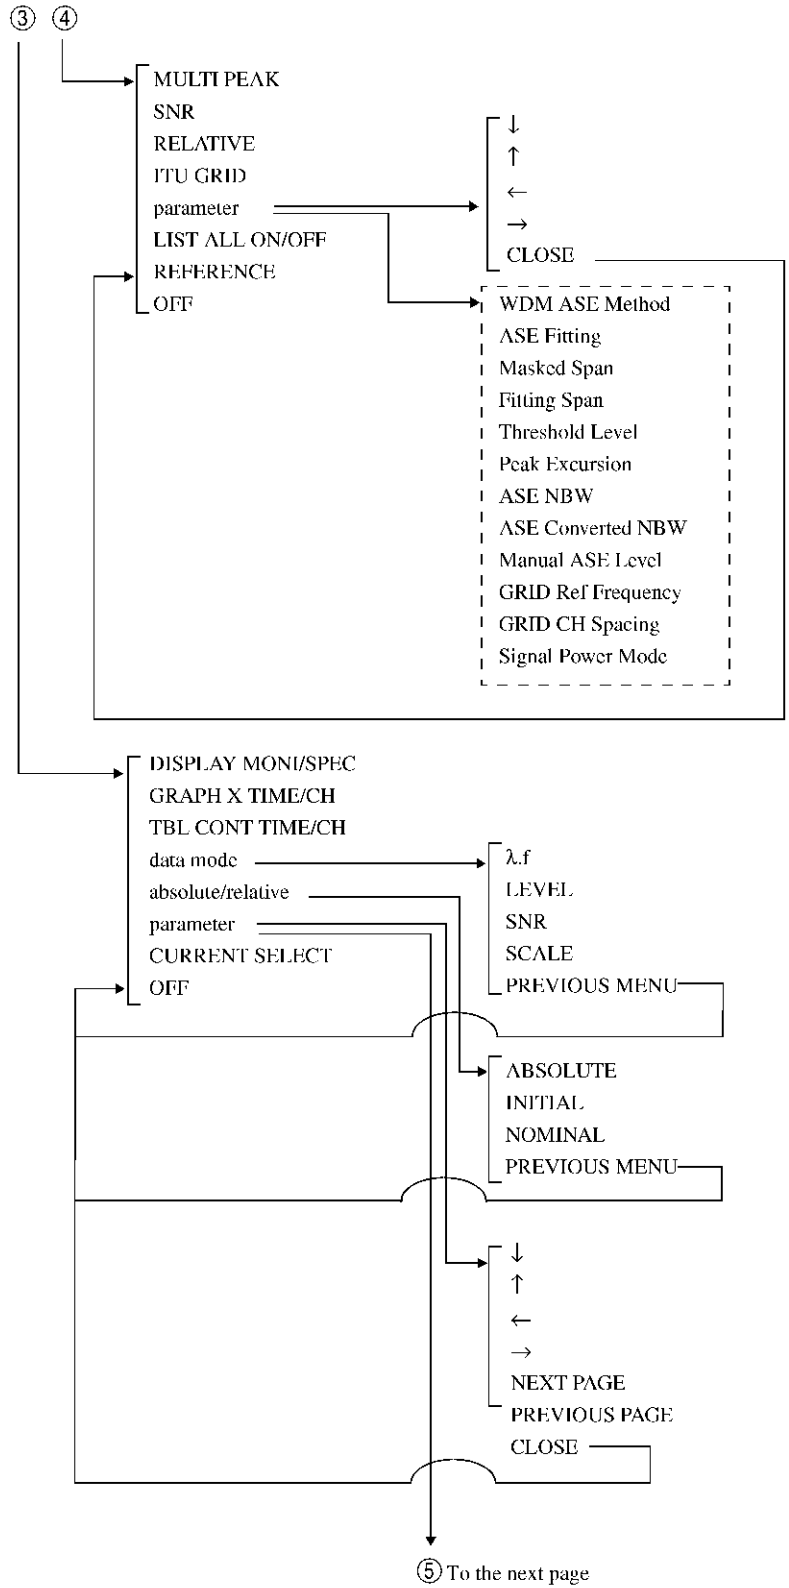 ③ ④
MULTI PEAK
SNR
RELATIVE
ITU GRID
parameter
LIST ALL ON/OFF
REFERENCE
OFF
↓
↑
←
→
CLOSE
WDM ASE Method
ASE Fitting
Masked Span
Fitting Span
Threshold Level
Peak Excursion
ASE NBW
ASE Converted NBW
Manual ASE Level
GRID Ref Frequency
GRID CH Spacing
Signal Power Mode
DISPLAY MONI/SPEC
GRAPH X TIME/CH
TBL CONT TIME/CH
data mode
absolute/relative
parameter
CURRENT SELECT
OFF
λ.f
LEVEL
SNR
SCALE
PREVIOUS MENU
ABSOLUTE
INITIAL
NOMINAL
PREVIOUS MENU
↓
↑
←
→
NEXT PAGE
PREVIOUS PAGE
CLOSE
⑤ To the next page